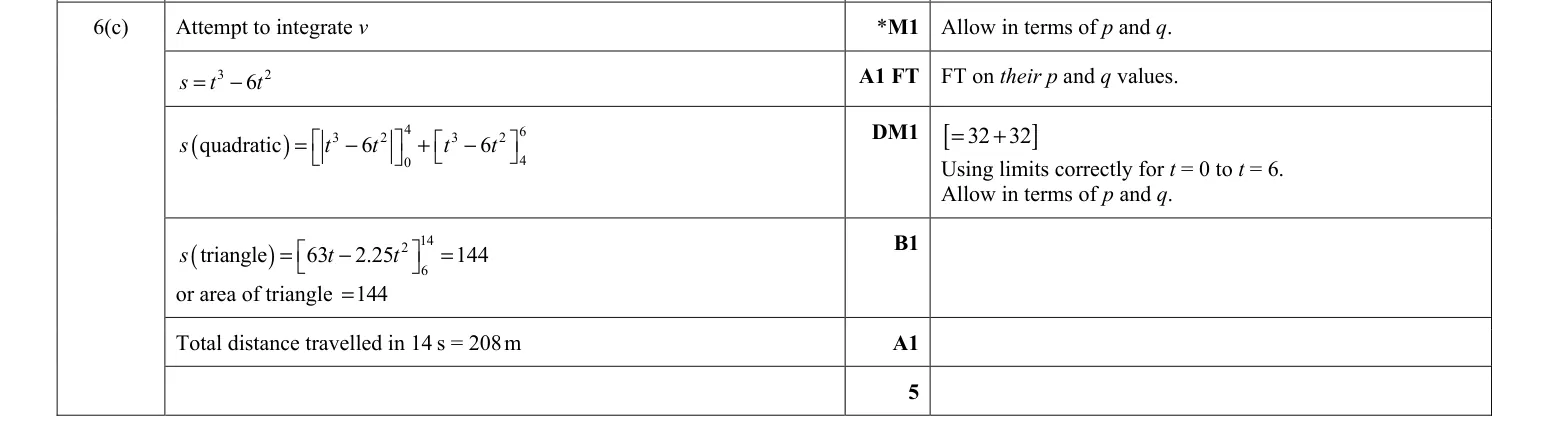 6(c) Attempt to integrate v *M1 Allow in terms of p and q.
s = t³ − 6t² A1 FT FT on their p and q values.
s(quadratic) = [|t³ − 6t²|]₀⁴ + [t³ − 6t²]₄⁶ DM1 [= 32 + 32]
Using limits correctly for t = 0 to t = 6.
Allow in terms of p and q.
s(triangle) = [63t − 2.25t²]₆¹⁴ = 144 B1
or area of triangle = 144
Total distance travelled in 14 s = 208 m A1
5